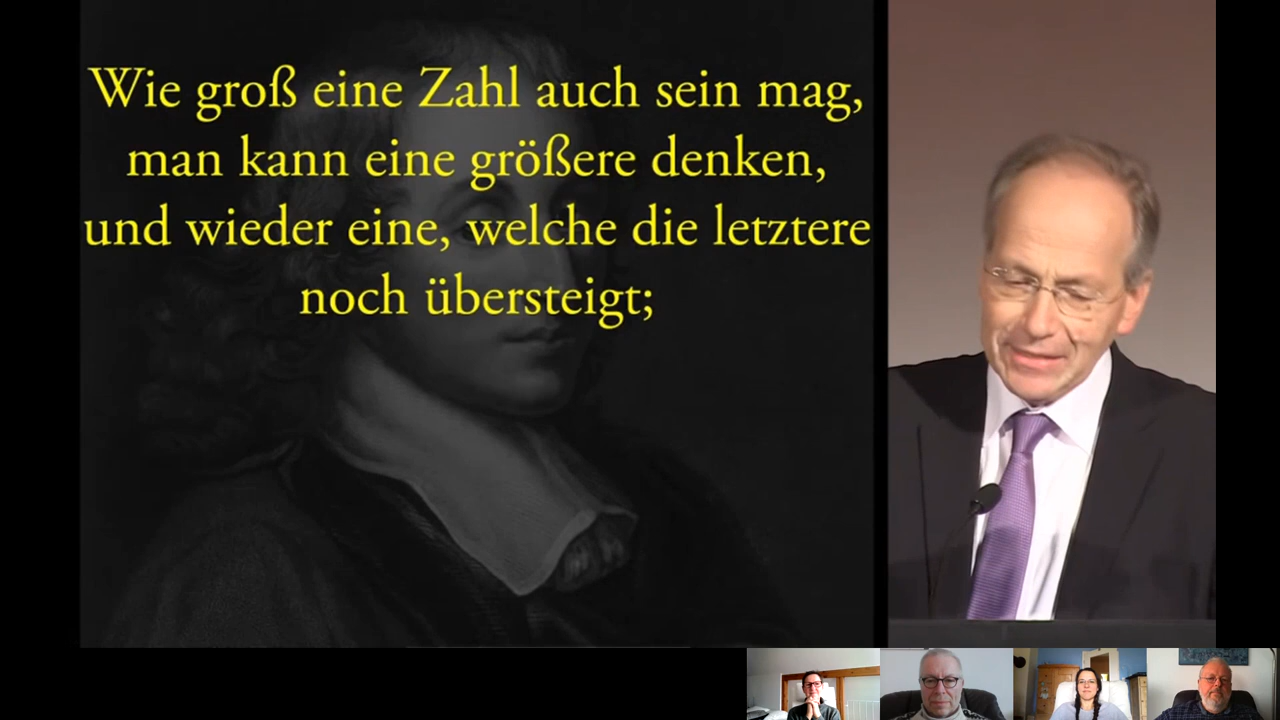 Wie groß eine Zahl auch sein mag,
man kann eine größere denken,
und wieder eine, welche die letztere
noch übersteigt;